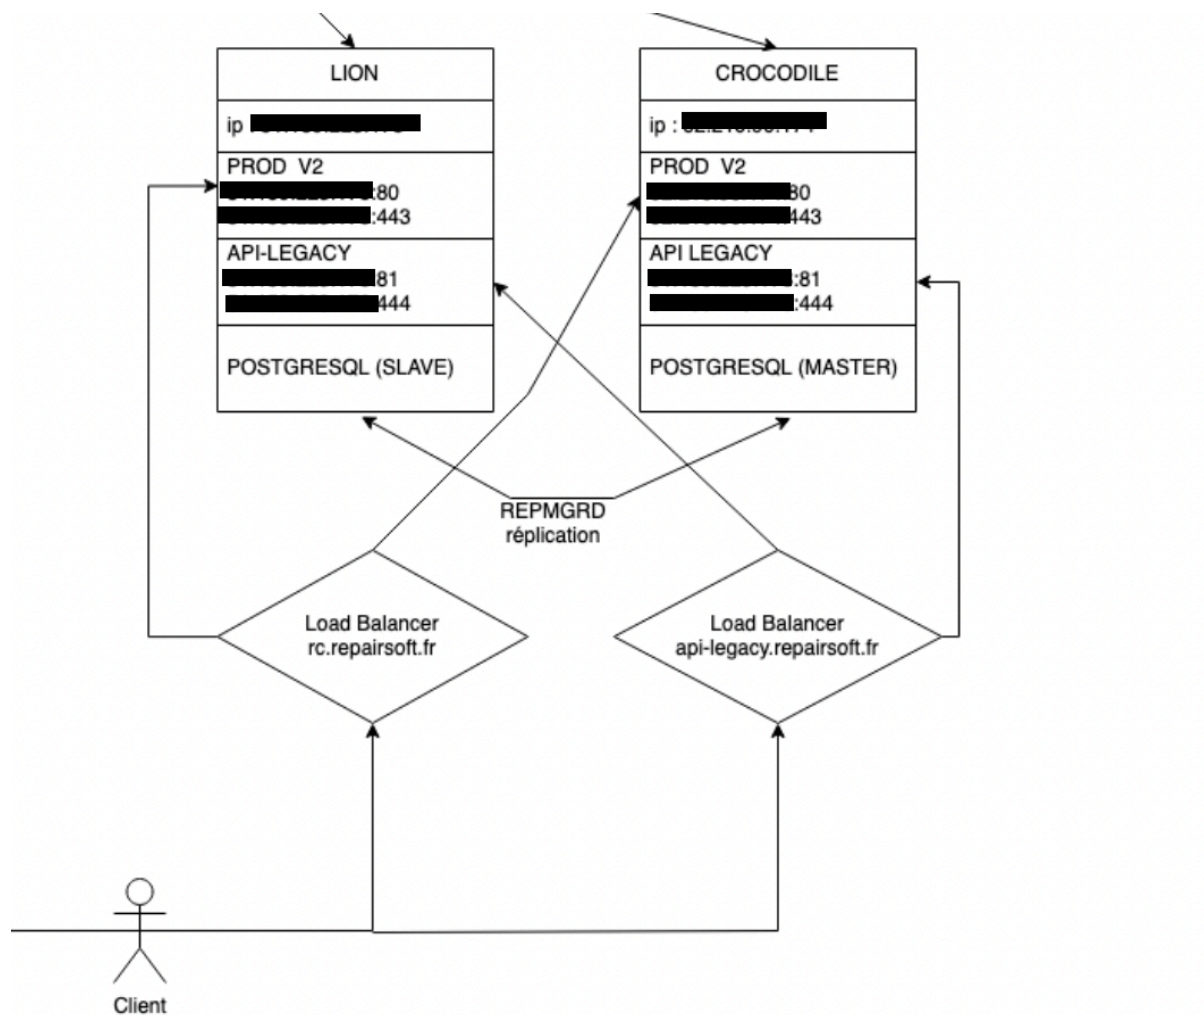 LION
ip
PROD V2
:80
:443
API-LEGACY
:81
444
POSTGRESQL (SLAVE)
CROCODILE
ip :
PROD V2
80
443
API LEGACY
:81
:444
POSTGRESQL (MASTER)
REPMGRD
réplication
Load Balancer
rc.repairsoft.fr
Load Balancer
api-legacy.repairsoft.fr
Client